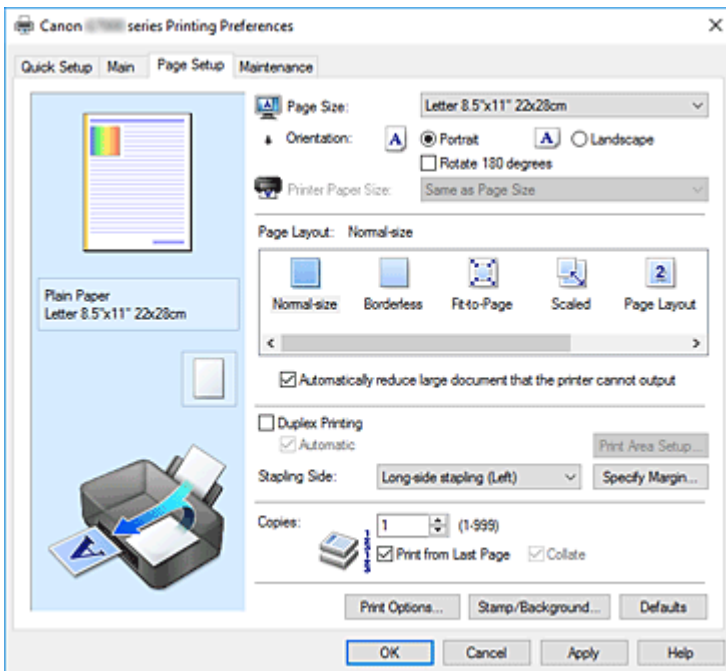 Canon series Printing Preferences
Quick Setup Main Page Setup Maintenance
Page Size: Letter 8.5"x11" 22x28cm
Orientation: A Portrait A Landscape
Rotate 180 degrees
Printer Paper Size: Same as Page Size
Page Layout: Normal-size
2
Normal-size Borderless Fit-to-Page Scaled Page Layout
Plain Paper
Letter 8.5"x11" 22x28cm
Automatically reduce large document that the printer cannot output
Duplex Printing
Automatic
Print Area Setup...
Stapling Side: Long-side stapling (Left) Specify Margin...
Copies: 1 (1-999)
Print from Last Page Collate
A
Print Options... Stamp/Background... Defaults
OK Cancel Apply Help